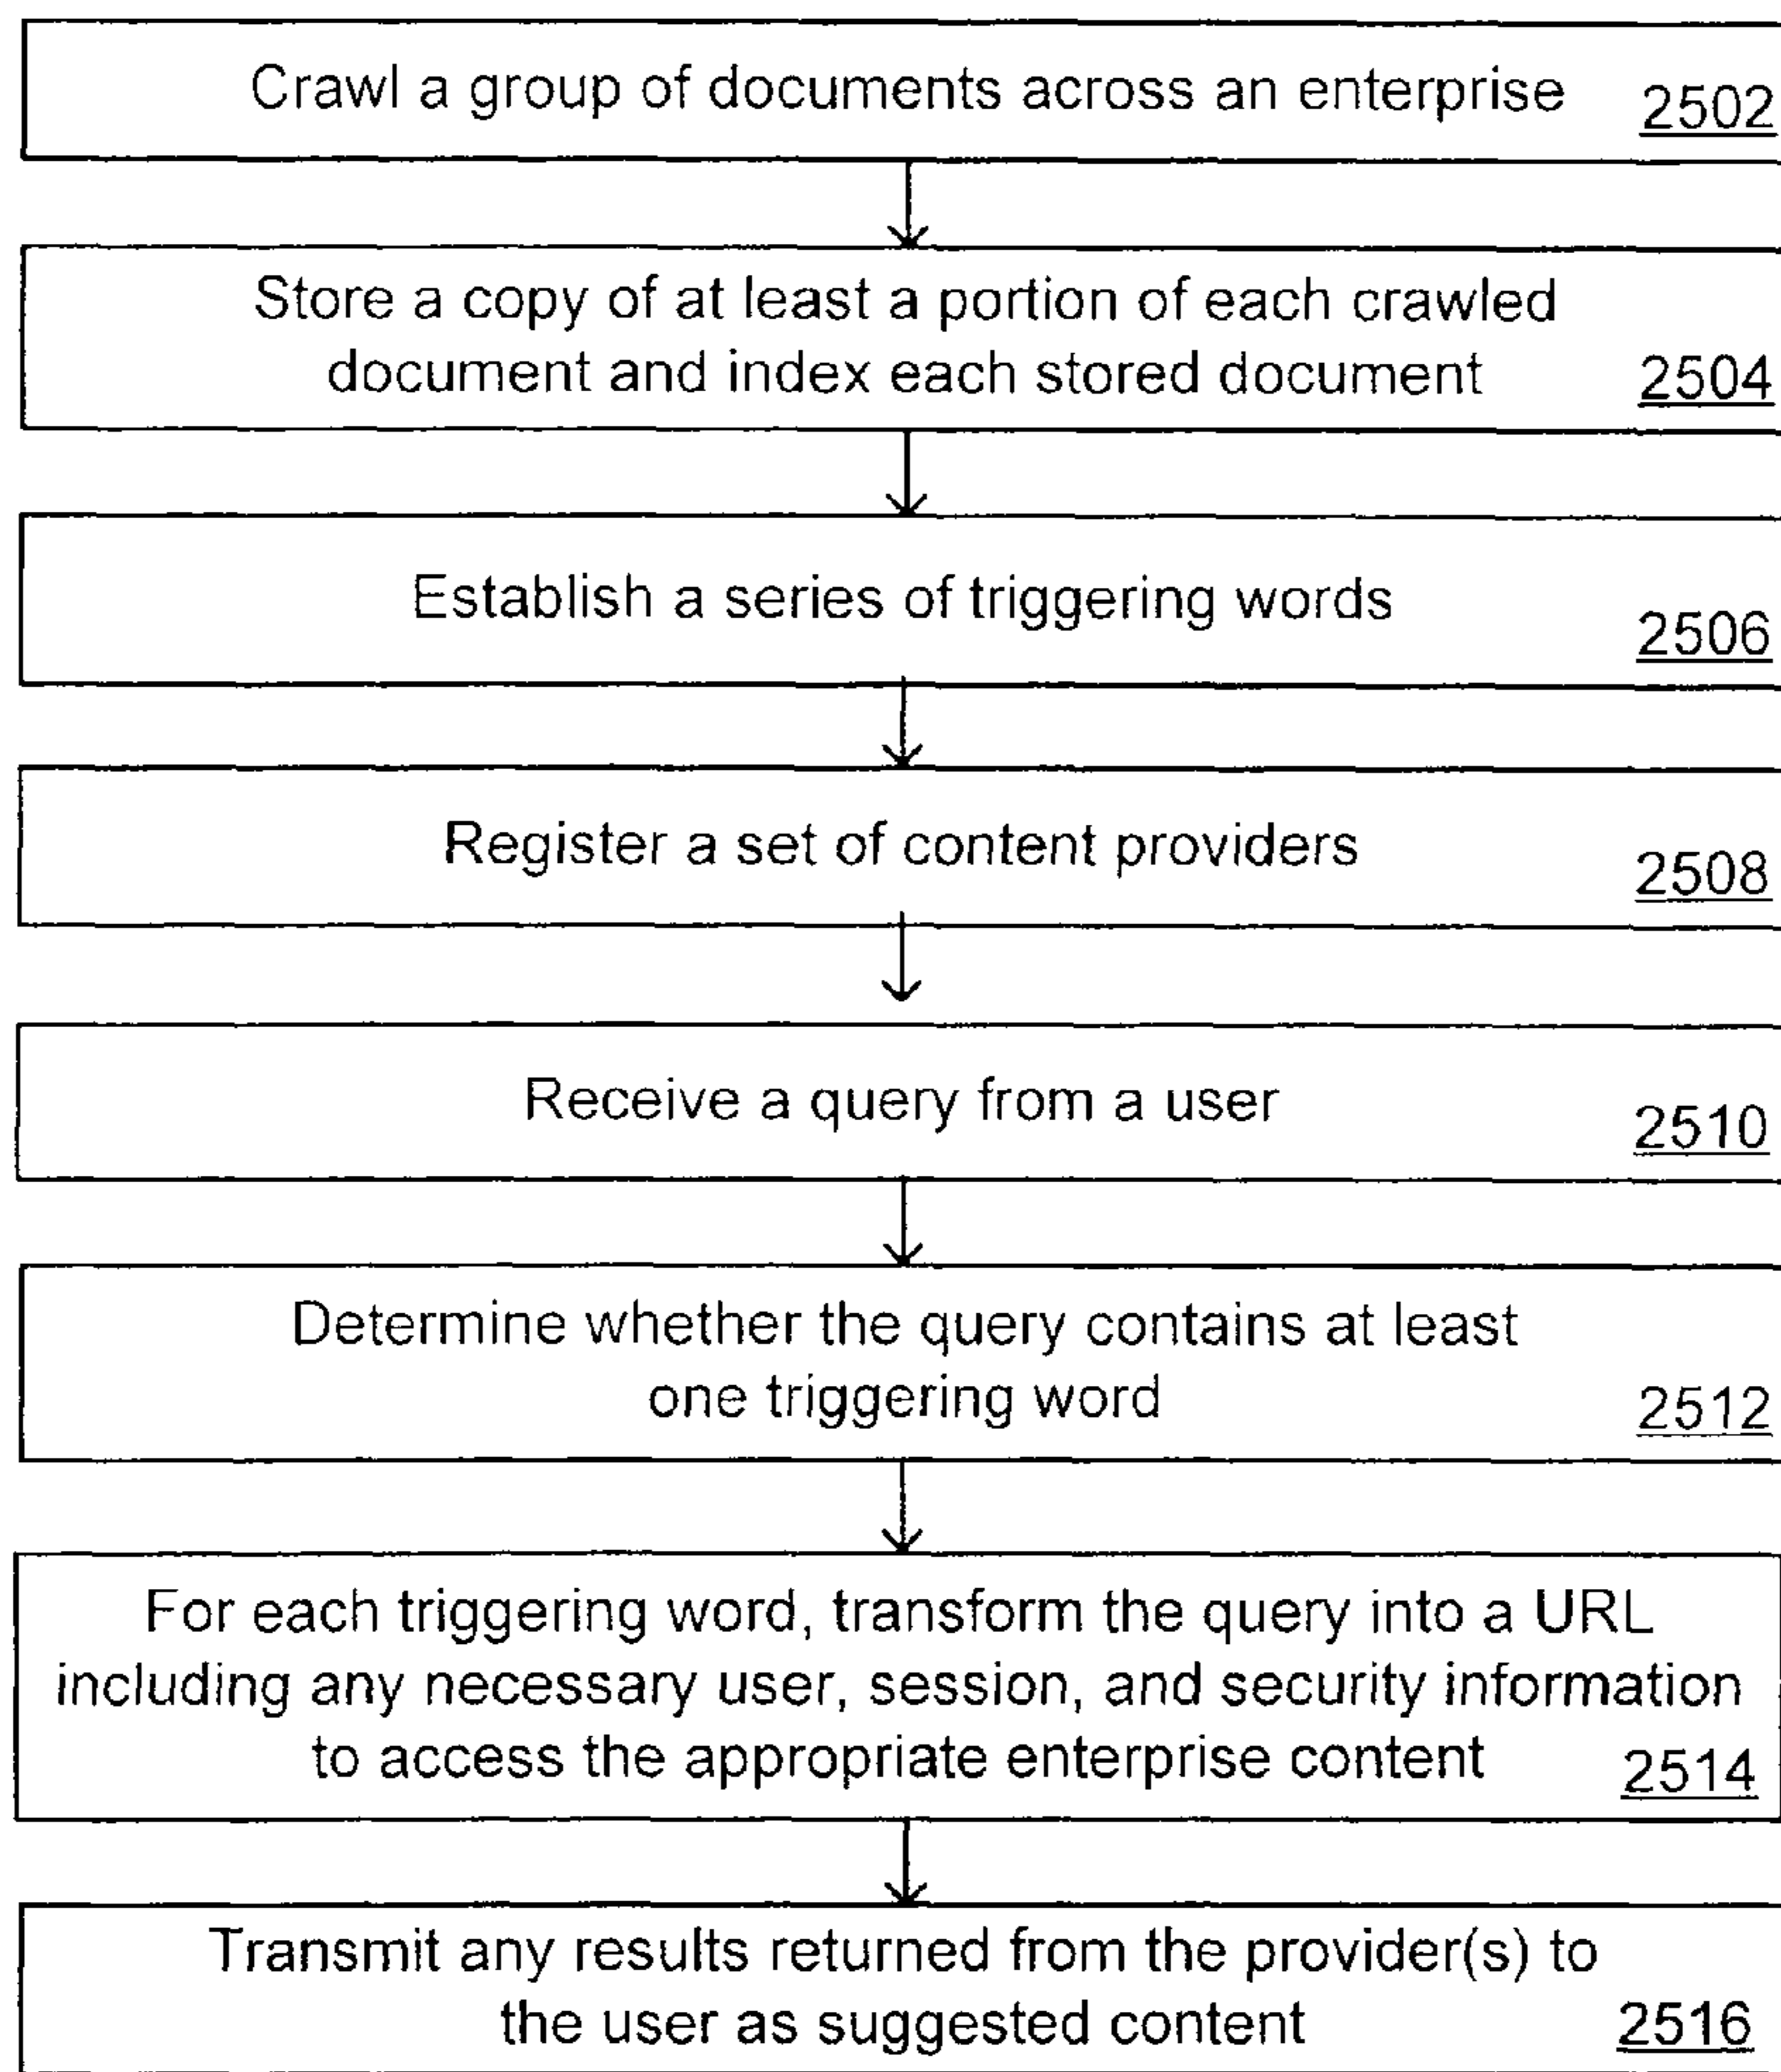 Crawl a group of documents across an enterprise 2502
Store a copy of at least a portion of each crawled
document and index each stored document 2504
Establish a series of triggering words 2506
Register a set of content providers 2508
Receive a query from a user 2510
Determine whether the query contains at least
one triggering word 2512
For each triggering word, transform the query into a URL
including any necessary user, session, and security information
to access the appropriate enterprise content 2514
Transmit any results returned from the provider(s) to
the user as suggested content 2516